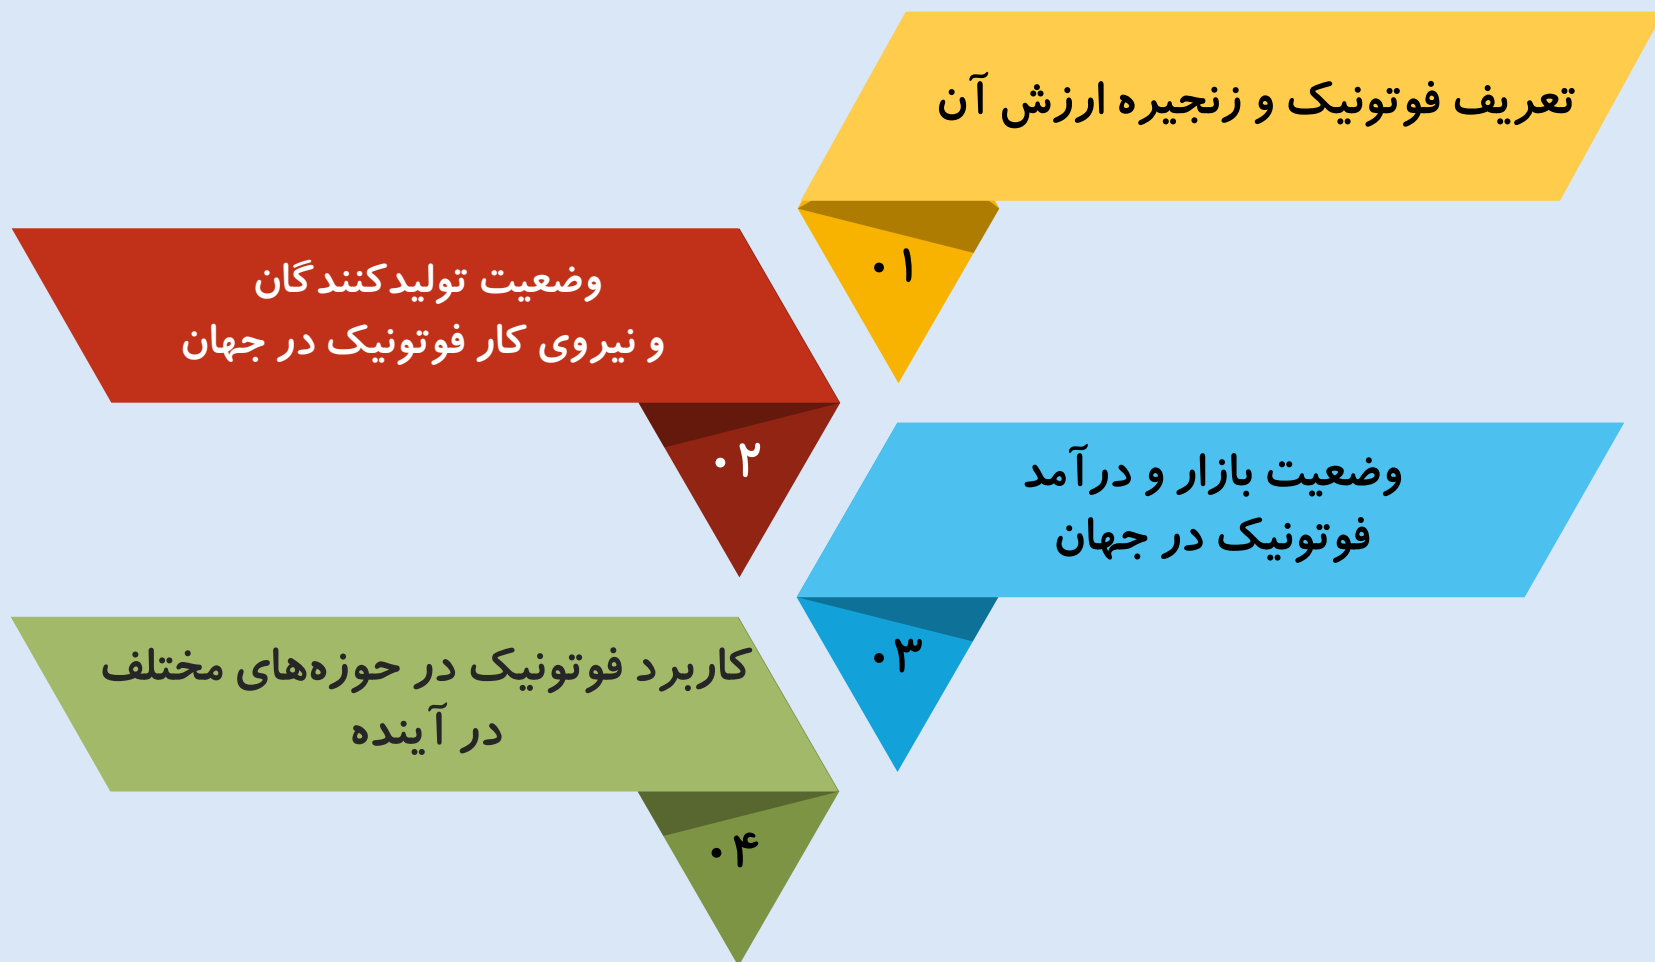 تعریف فوتونیک و زنجیره ارزش آن
۰۱
وضعیت تولیدکنندگان
و نیروی کار فوتونیک در جهان
۰۲
وضعیت بازار و درآمد
فوتونیک در جهان
۰۳
کاربرد فوتونیک در حوزه‌های مختلف
در آینده
۰۴